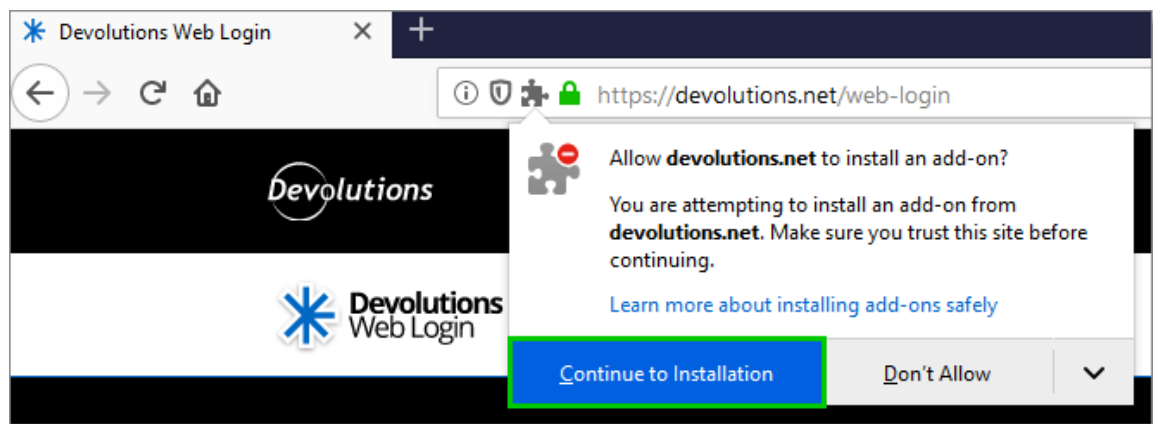 Devolutions Web Login
https://devolutions.net/web-login
Devolutions
Allow devolutions.net to install an add-on?
You are attempting to install an add-on from
devolutions.net. Make sure you trust this site before
continuing.
Learn more about installing add-ons safely
Devolutions
Web Login
Continue to Installation
Don't Allow